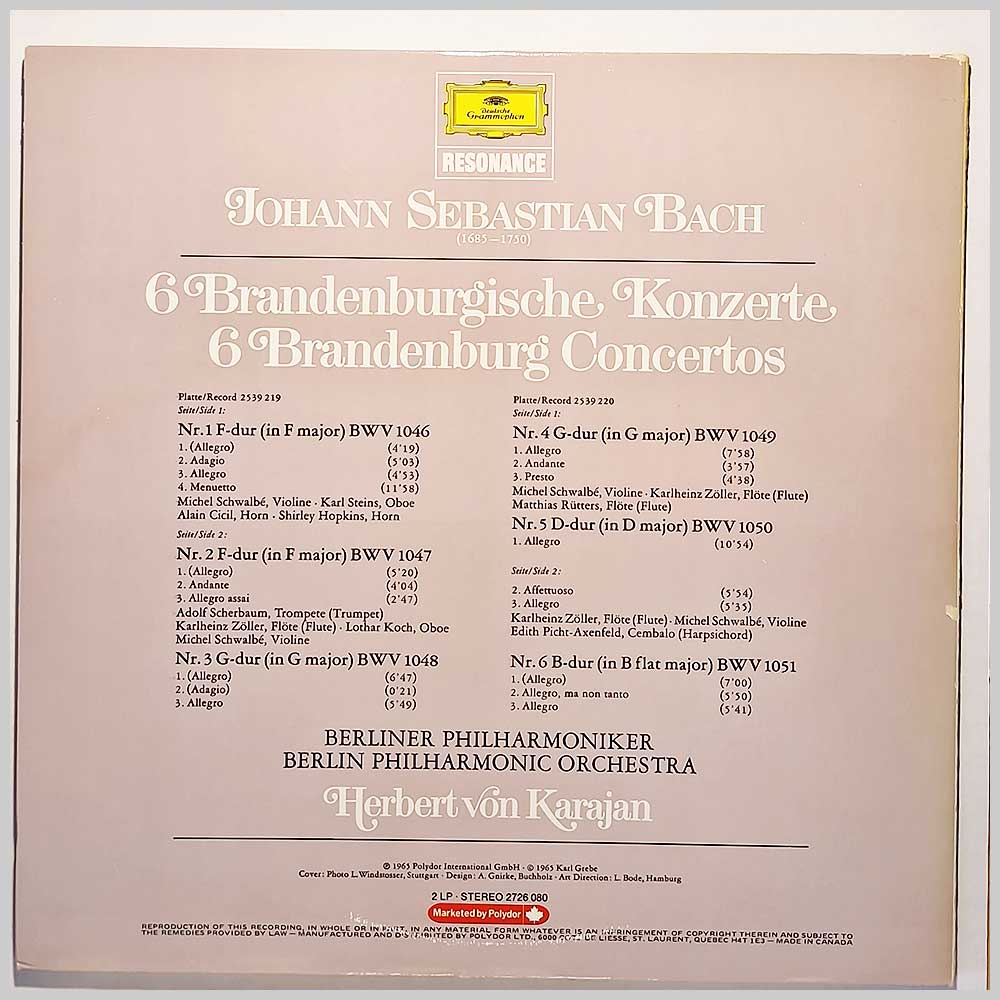 Deutsche
Grammophon
RESONANCE
JOHANN SEBASTIAN BACH
(1685–1750)
6 Brandenburgische Konzerte
6 Brandenburg Concertos
Platte/Record 2539 219
Seite/Side 1:
Nr. 1 F-dur (in F major) BWV 1046
1. (Allegro) (4'19)
2. Adagio (5'03)
3. Allegro (4'53)
4. Menuetto (11'58)
Michel Schwalbé, Violine · Karl Steins, Oboe
Alain Cicil, Horn · Shirley Hopkins, Horn
Seite/Side 2:
Nr. 2 F-dur (in F major) BWV 1047
1. (Allegro) (5'20)
2. Andante (4'04)
3. Allegro assai (2'47)
Adolf Scherbaum, Trompete (Trumpet)
Karlheinz Zöller, Flöte (Flute) · Lothar Koch, Oboe
Michel Schwalbé, Violine
Nr. 3 G-dur (in G major) BWV 1048
1. (Allegro) (6'47)
2. (Adagio) (0'21)
3. Allegro (5'49)
Platte/Record 2539 220
Seite/Side 1:
Nr. 4 G-dur (in G major) BWV 1049
1. Allegro (7'58)
2. Andante (3'57)
3. Presto (4'38)
Michel Schwalbé, Violine · Karlheinz Zöller, Flöte (Flute)
Matthias Rütters, Flöte (Flute)
Nr. 5 D-dur (in D major) BWV 1050
1. Allegro (10'54)
Seite/Side 2:
2. Affettuoso (5'54)
3. Allegro (5'35)
Karlheinz Zöller, Flöte (Flute) · Michel Schwalbé, Violine
Edith Picht-Axenfeld, Cembalo (Harpsichord)
Nr. 6 B-dur (in B flat major) BWV 1051
1. (Allegro) (7'00)
2. Allegro, ma non tanto (5'50)
3. Allegro (5'41)
BERLINER PHILHARMONIKER
BERLIN PHILHARMONIC ORCHESTRA
Herbert von Karajan
℗ 1965 Polydor International GmbH · © 1965 Karl Grebe
Cover: Photo L. Windstosser, Stuttgart · Design: A. Gnirke, Buchholz · Art Direction: L. Bode, Hamburg
2 LP · STEREO 2726 080
Marketed by Polydor
REPRODUCTION OF THIS RECORDING, IN WHOLE OR IN PART, IN ANY MATERIAL FORM WHATEVER IS AN INFRINGEMENT OF COPYRIGHT THEREIN AND SUBJECT TO
THE REMEDIES PROVIDED BY LAW — MANUFACTURED AND DISTRIBUTED BY POLYDOR LTD., 6000 LIESSE, ST. LAURENT, QUEBEC H4T 1E3 — MADE IN CANADA